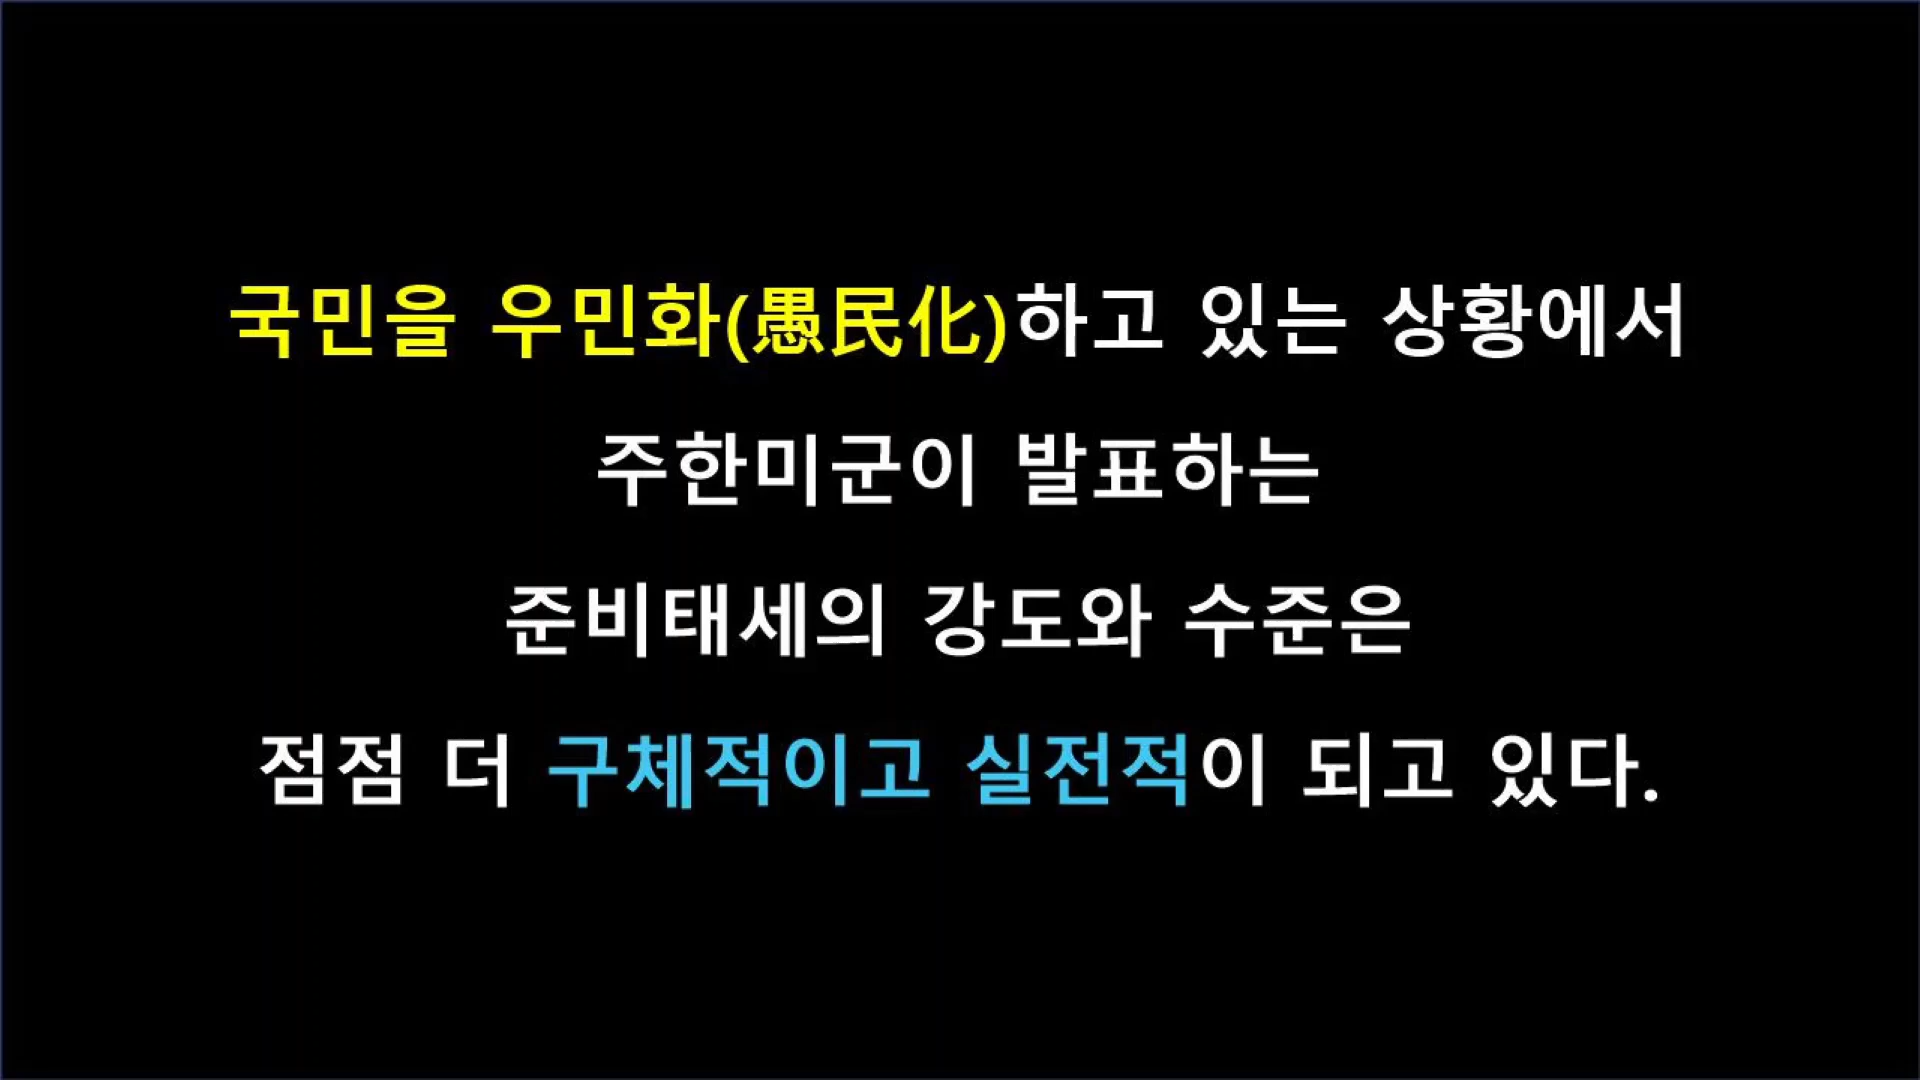 국민을 우민화(愚民化)하고 있는 상황에서
주한미군이 발표하는
준비태세의 강도와 수준은
점점 더 구체적이고 실전적이 되고 있다.